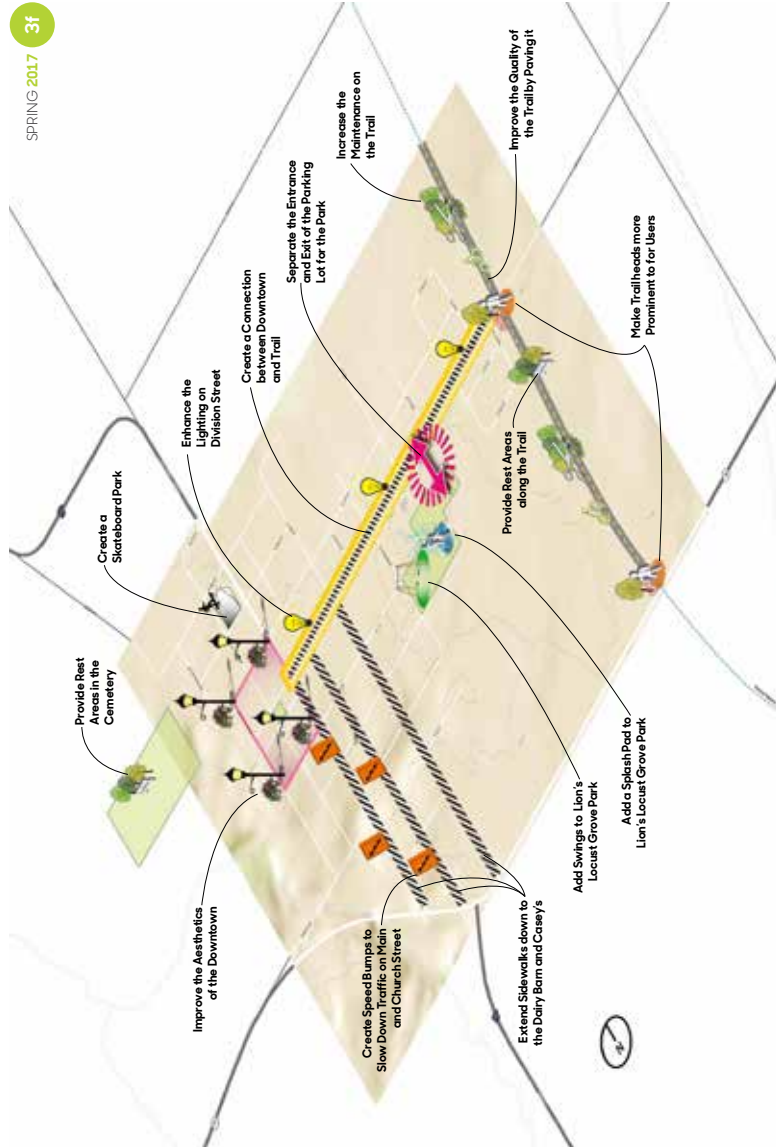 SPRING 2017 3f
Provide Rest
Areas in the
Cemetery
Create a
Skateboard Park
Enhance the
Lighting on
Division Street
Create a Connection
between Downtown
and Trail
Separate the Entrance
and Exit of the Parking
Lot for the Park
Increase the
Maintenance on
the Trail
Improve the Quality of
the Trail by Paving it
Improve the Aesthetics
of the Downtown
Create Speed Bumps to
Slow Down Traffic on Main
and Church Street
Extend Sidewalks down to
the Dairy Barn and Casey's
Add Swings to Lion's
Locust Grove Park
Add a Splash Pad to
Lion's Locust Grove Park
Provide Rest Areas
along the Trail
Make Trailheads more
Prominent to for Users
N